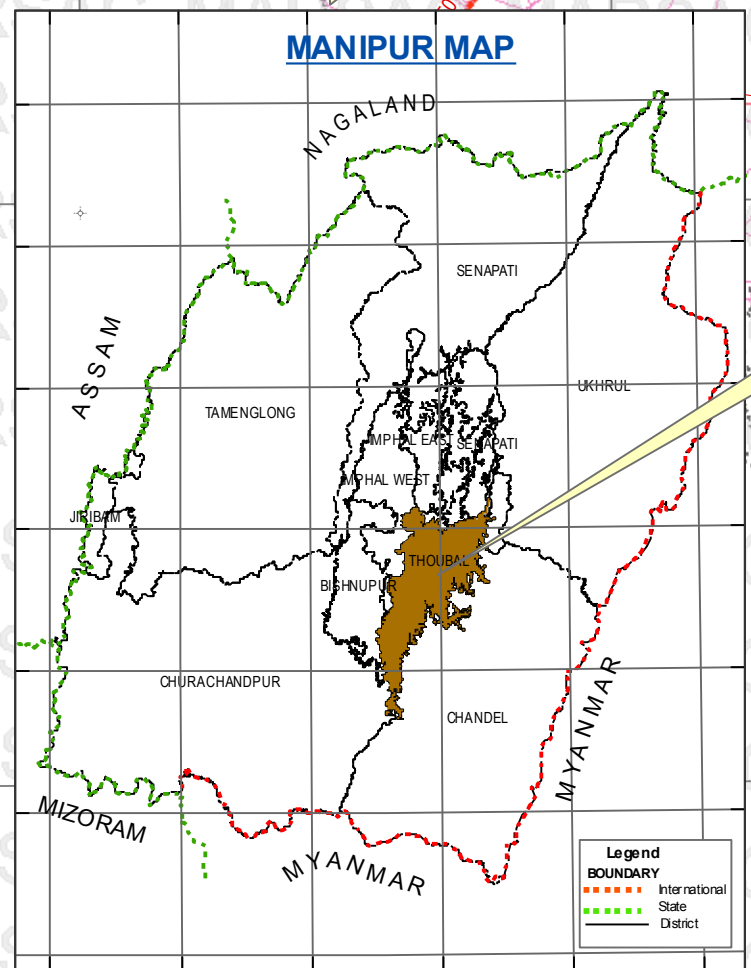 MANIPUR MAP
NAGALAND
SENAPATI
ASSAM
UKHRUL
TAMENGLONG
IMPHAL EAST
SENAPATI
IMPHAL WEST
JIRIBAM
THOUBAL
BISHNUPUR
CHURACHANDPUR
CHANDEL
MYANMAR
MIZORAM
MYANMAR
Legend
BOUNDARY
International
State
District